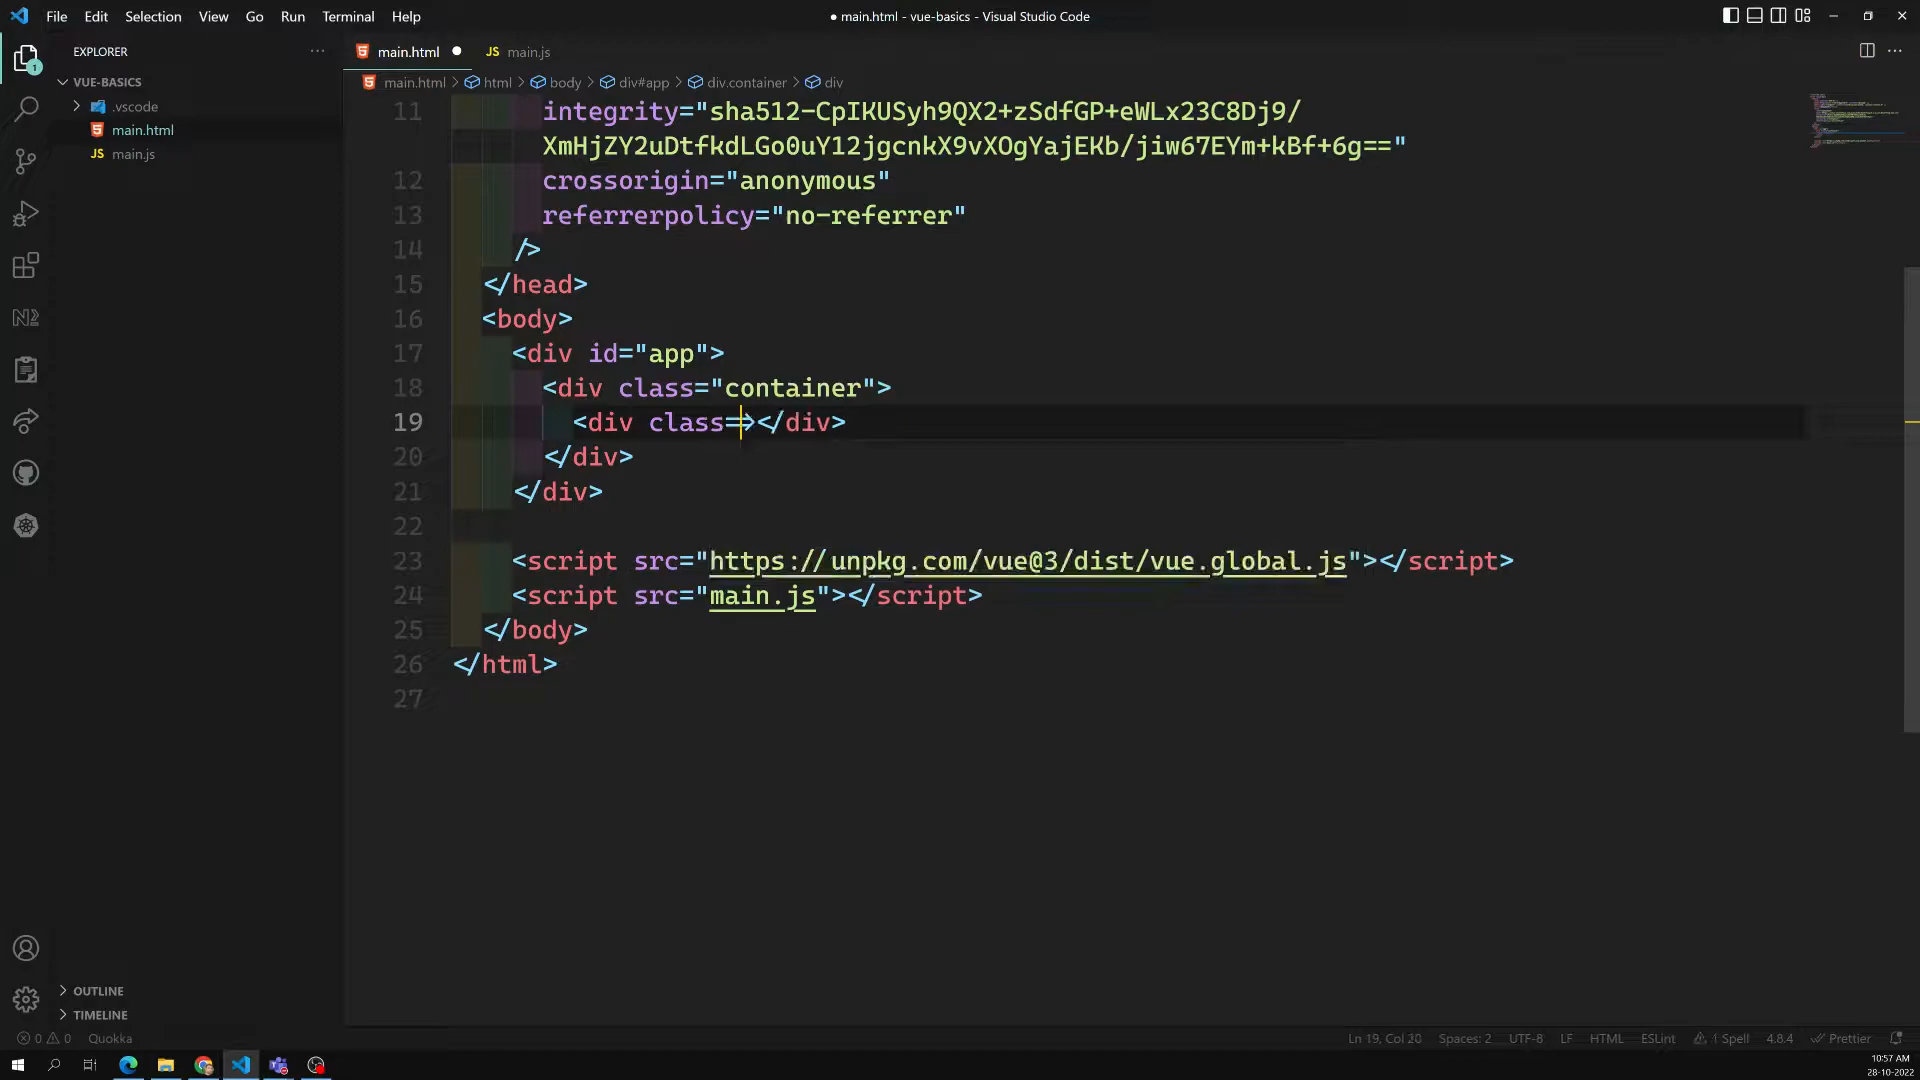 File Edit Selection View Go Run Terminal Help
● main.html - vue-basics - Visual Studio Code
EXPLORER
VUE-BASICS
.vscode
main.html
JS main.js
1
main.html ●
JS main.js
main.html > html > body > div#app > div.container > div
11 integrity="sha512-CpIKUSyh9QX2+zSdfGP+eWLx23C8Dj9/
XmHjZY2uDtfkdLGo0uY12jgcnkX9vXOgYajEKb/jiw67EYm+kBf+6g=="
12 crossorigin="anonymous"
13 referrerpolicy="no-referrer"
14 />
15 </head>
16 <body>
17 <div id="app">
18 <div class="container">
19 <div class=></div>
20 </div>
21 </div>
22
23 <script src="https://unpkg.com/vue@3/dist/vue.global.js"></script>
24 <script src="main.js"></script>
25 </body>
26 </html>
27
OUTLINE
TIMELINE
0 0 Quokka
Ln 19, Col 20 Spaces: 2 UTF-8 LF HTML ESLint 1 Spell 4.8.4 Prettier
10:57 AM
28-10-2022